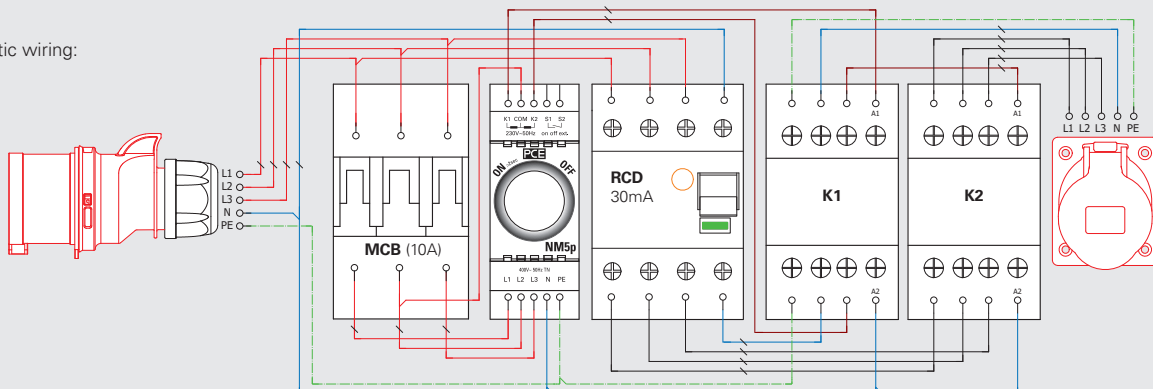 tic wiring:
L1
L2
L3
N
PE
MCB (10A)
K1 COM K2 S1 S2
230V~50Hz on off ext.
PCE
ON ~2sec OFF
NM5p
400V~ 50Hz TN
L1 L2 L3 N PE
RCD
30mA
A1
K1
A2
A1
K2
A2
L1 L2 L3 N PE